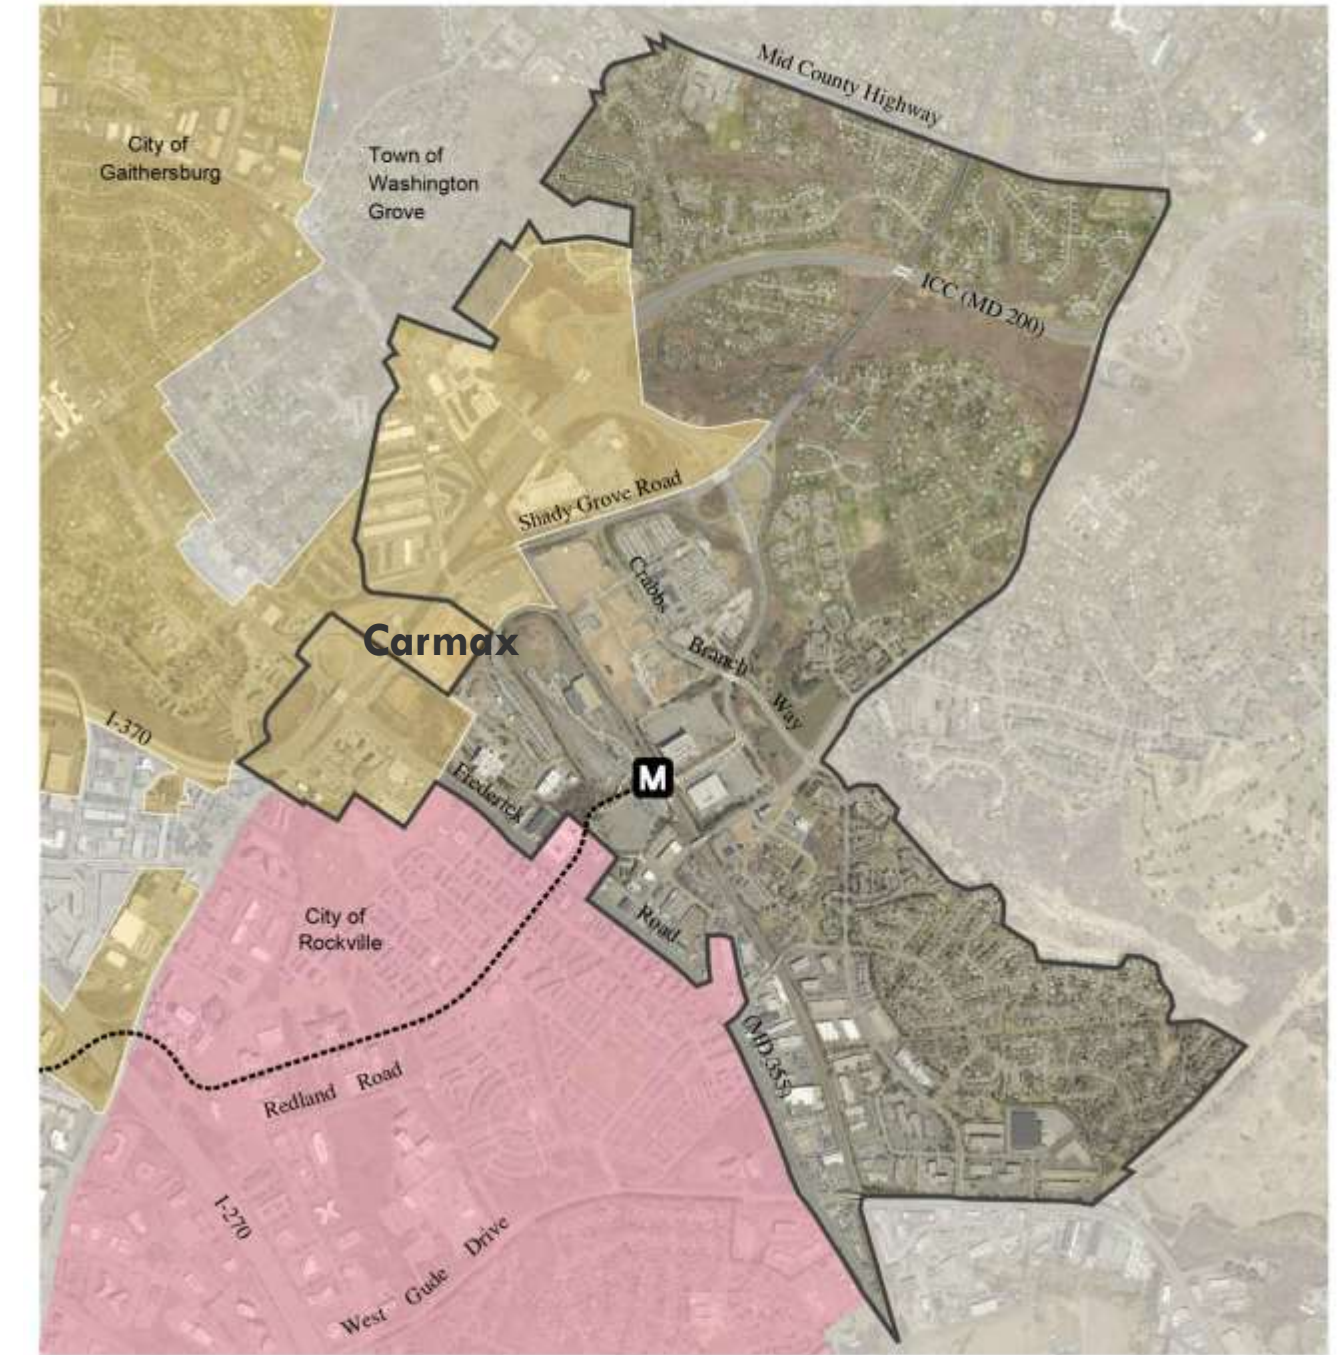 Mid County Highway
City of
Gaithersburg
Town of
Washington
Grove
ICC (MD 200)
Shady Grove Road
Crabbs
Branch
Way
Carmax
I-370
M
Frederick
Road
(MD 355)
City of
Rockville
Redland Road
I-270
West Gude Drive